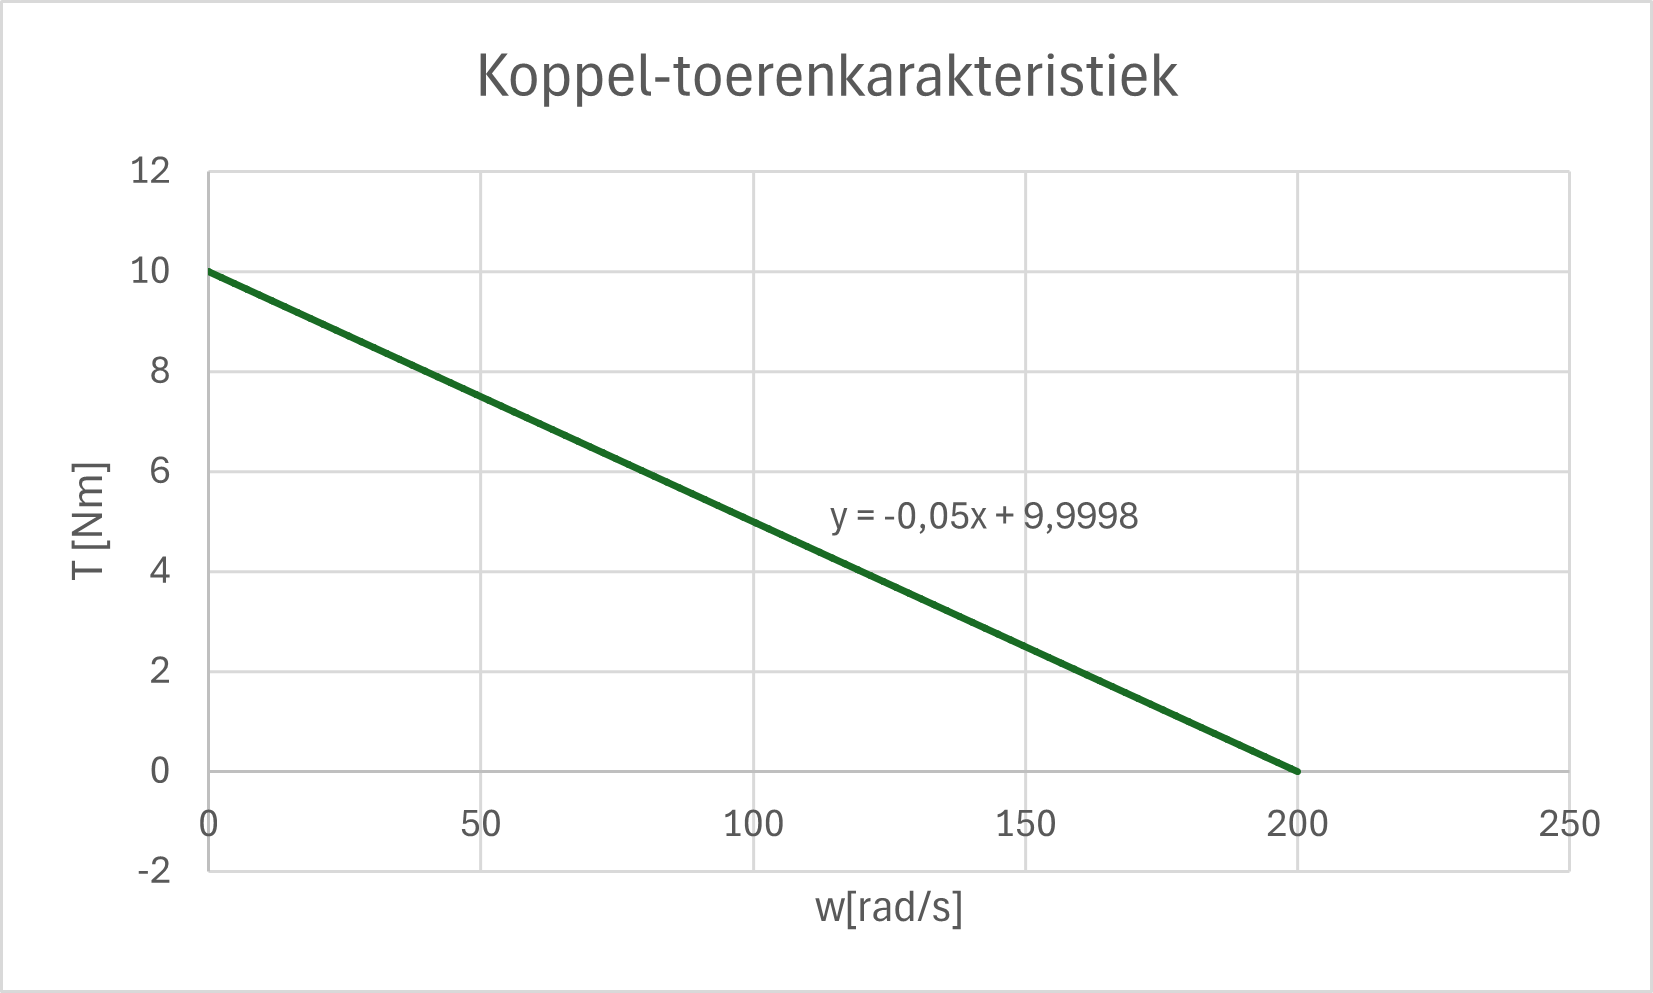 Koppel-toerenkarakteristiek
12
10
8
6
4
2
0
-2
T [Nm]
y = -0,05x + 9,9998
0 50 100 150 200 250
w[rad/s]